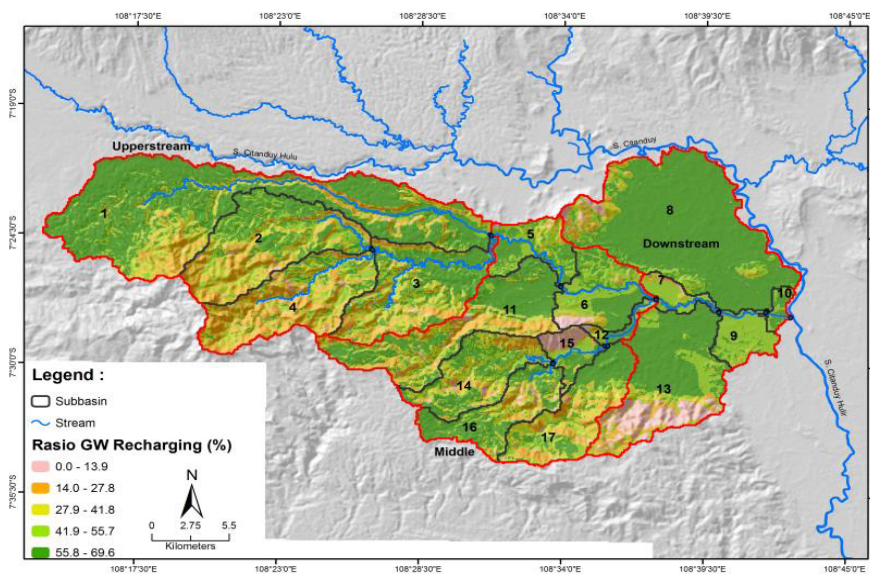 108°17'30"E 108°23'0"E 108°28'30"E 108°34'0"E 108°39'30"E 108°45'0"E
7°19'0"S
7°24'30"S
7°30'0"S
7°35'30"S
Upperstream
S. Citanduy Hulu
1
2
3
4
5
8
Downstream
7
10
6
11
9
12
15
13
14
16
17
Middle
S. Citanduy Hulir
Legend :
Subbasin
Stream
Rasio GW Recharging (%)
0.0 - 13.9
14.0 - 27.8
27.9 - 41.8
41.9 - 55.7
55.8 - 69.6
N
0 2.75 5.5
Kilometers
108°17'30"E 108°23'0"E 108°28'30"E 108°34'0"E 108°39'30"E 108°45'0"E